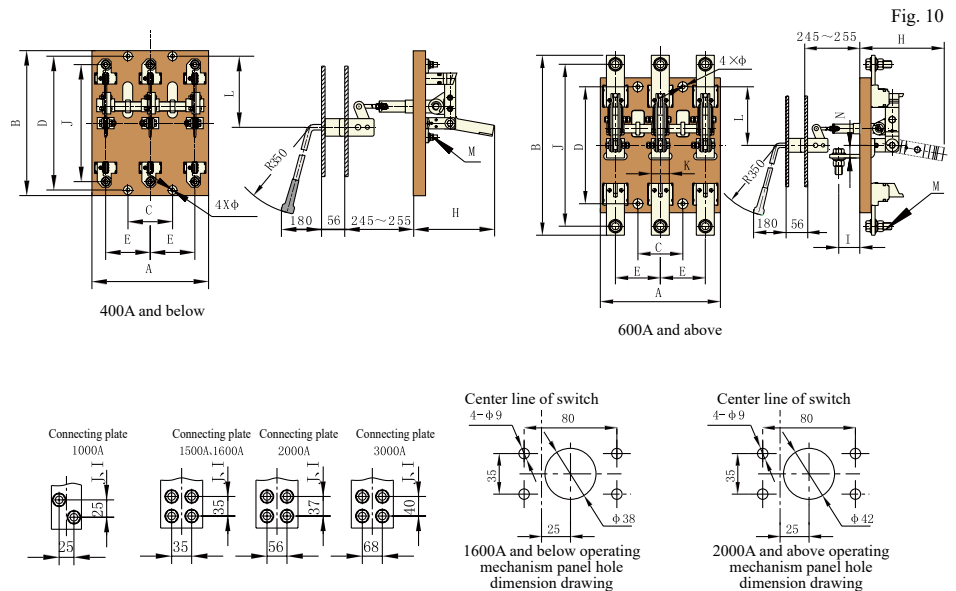 Fig. 10
B
D
J
L
C
4Xφ
E
E
A
400A and below
R350
180
56
245~255
H
M
245~255
H
4×φ
B
J
D
L
K
C
E
E
A
600A and above
R350
180
56
N
I
M
Connecting plate
1000A
J、I
25
25
Connecting plate
1500A、1600A
J、I
35
35
Connecting plate
2000A
J、I
37
56
Connecting plate
3000A
J、I
40
68
Center line of switch
4-φ9
80
35
25
φ38
1600A and below operating
mechanism panel hole
dimension drawing
Center line of switch
4-φ9
80
35
25
φ42
2000A and above operating
mechanism panel hole
dimension drawing